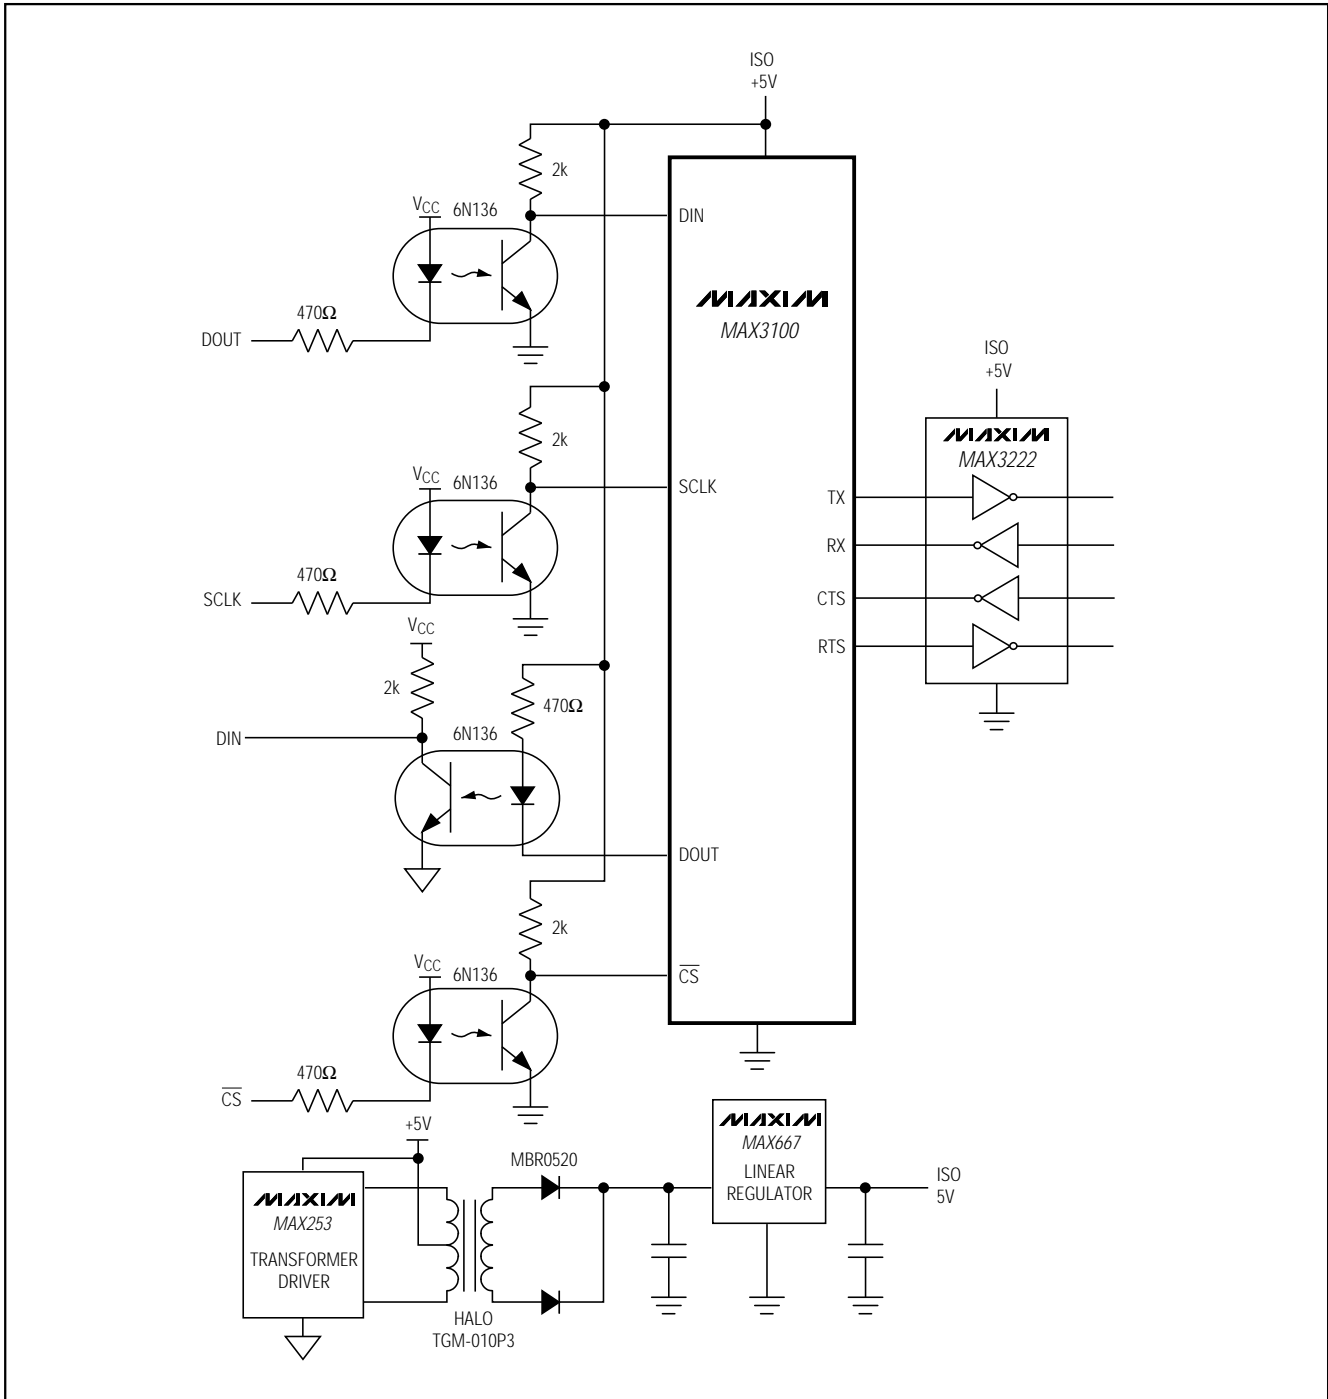 ISO
+5V
2k
VCC
6N136
DIN
MAXIM
MAX3100
470Ω
DOUT
ISO
+5V
2k
MAXIM
MAX3222
VCC
6N136
SCLK
TX
RX
470Ω
SCLK
CTS
VCC
RTS
2k
470Ω
DIN
6N136
DOUT
2k
VCC
6N136
CS
470Ω
CS
+5V
MAXIM
MAX667
LINEAR
REGULATOR
MBR0520
ISO
5V
MAXIM
MAX253
TRANSFORMER
DRIVER
HALO
TGM-010P3